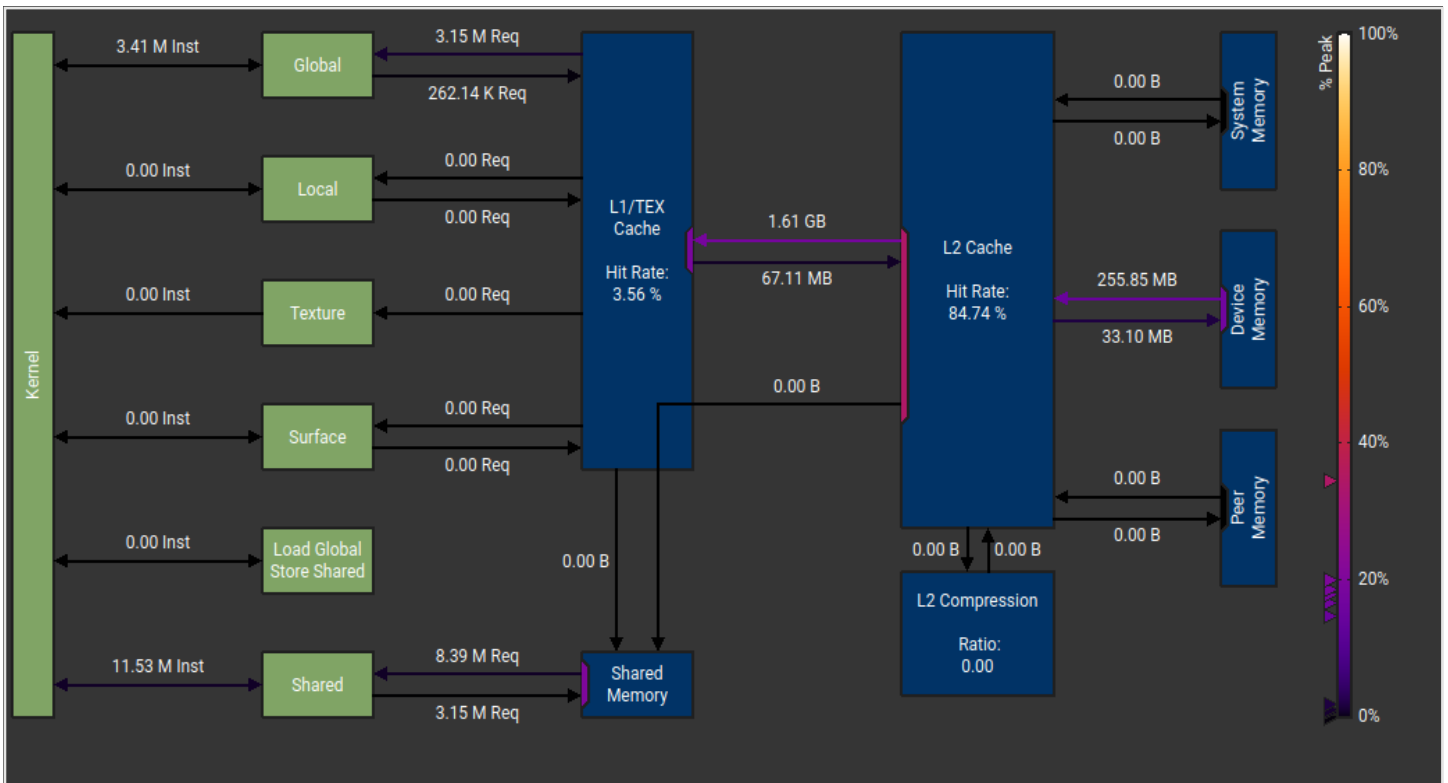 Kernel
3.41 M Inst
Global
3.15 M Req
262.14 K Req
0.00 Inst
Local
0.00 Req
0.00 Req
0.00 Inst
Texture
0.00 Req
0.00 Inst
Surface
0.00 Req
0.00 Req
0.00 Inst
Load Global
Store Shared
11.53 M Inst
Shared
8.39 M Req
3.15 M Req
L1/TEX
Cache
Hit Rate:
3.56 %
0.00 B
Shared
Memory
1.61 GB
67.11 MB
0.00 B
L2 Cache
Hit Rate:
84.74 %
0.00 B
0.00 B
L2 Compression
Ratio:
0.00
0.00 B
0.00 B
System
Memory
255.85 MB
33.10 MB
Device
Memory
0.00 B
0.00 B
Peer
Memory
% Peak
100%
80%
60%
40%
20%
0%